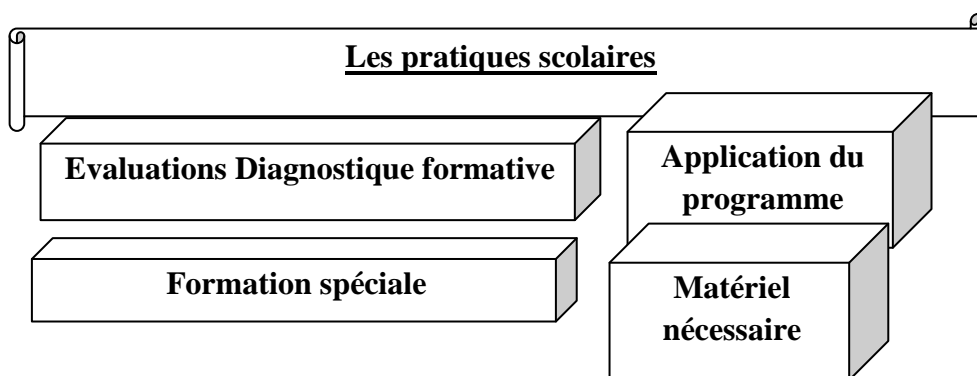 Les pratiques scolaires
Evaluations Diagnostique formative
Application du
programme
Formation spéciale
Matériel
nécessaire